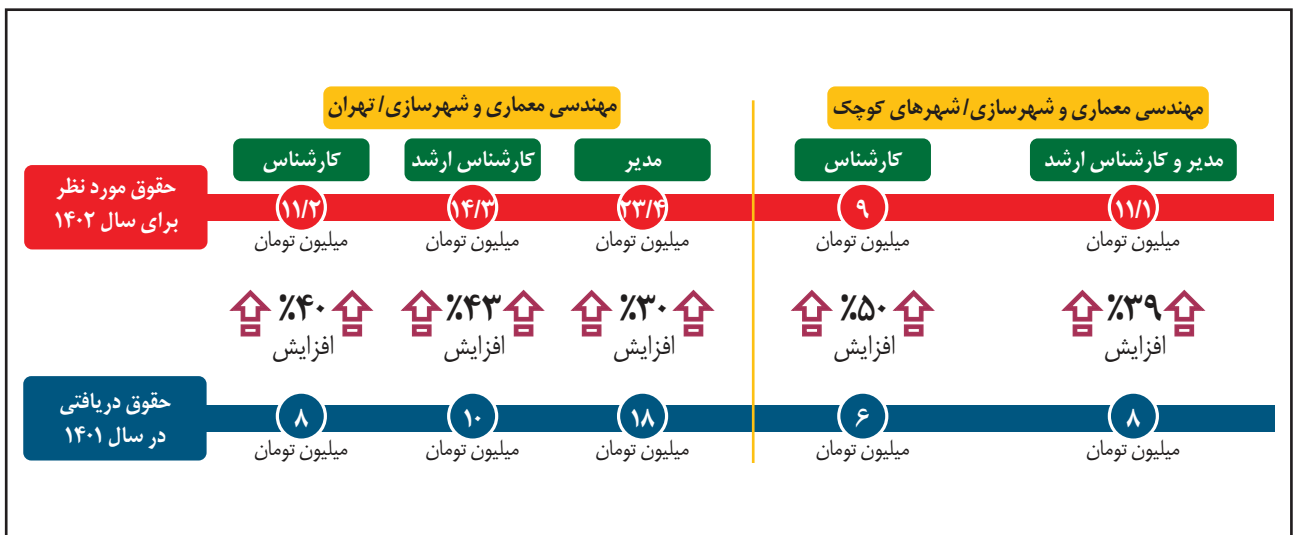 مهندسی معماری و شهرسازی/ شهرهای کوچک
مهندسی معماری و شهرسازی/ تهران
مدیر و کارشناس ارشد
کارشناس
مدیر
کارشناس ارشد
کارشناس
حقوق مورد نظر
برای سال ۱۴۰۲
۱۱/۱
۹
۲۳/۴
۱۴/۳
۱۱/۲
میلیون تومان
میلیون تومان
میلیون تومان
میلیون تومان
میلیون تومان
٪۳۹
٪۵۰
٪۳۰
٪۴۳
٪۴۰
افزایش
افزایش
افزایش
افزایش
افزایش
حقوق دریافتی
در سال ۱۴۰۱
۸
۶
۱۸
۱۰
۸
میلیون تومان
میلیون تومان
میلیون تومان
میلیون تومان
میلیون تومان